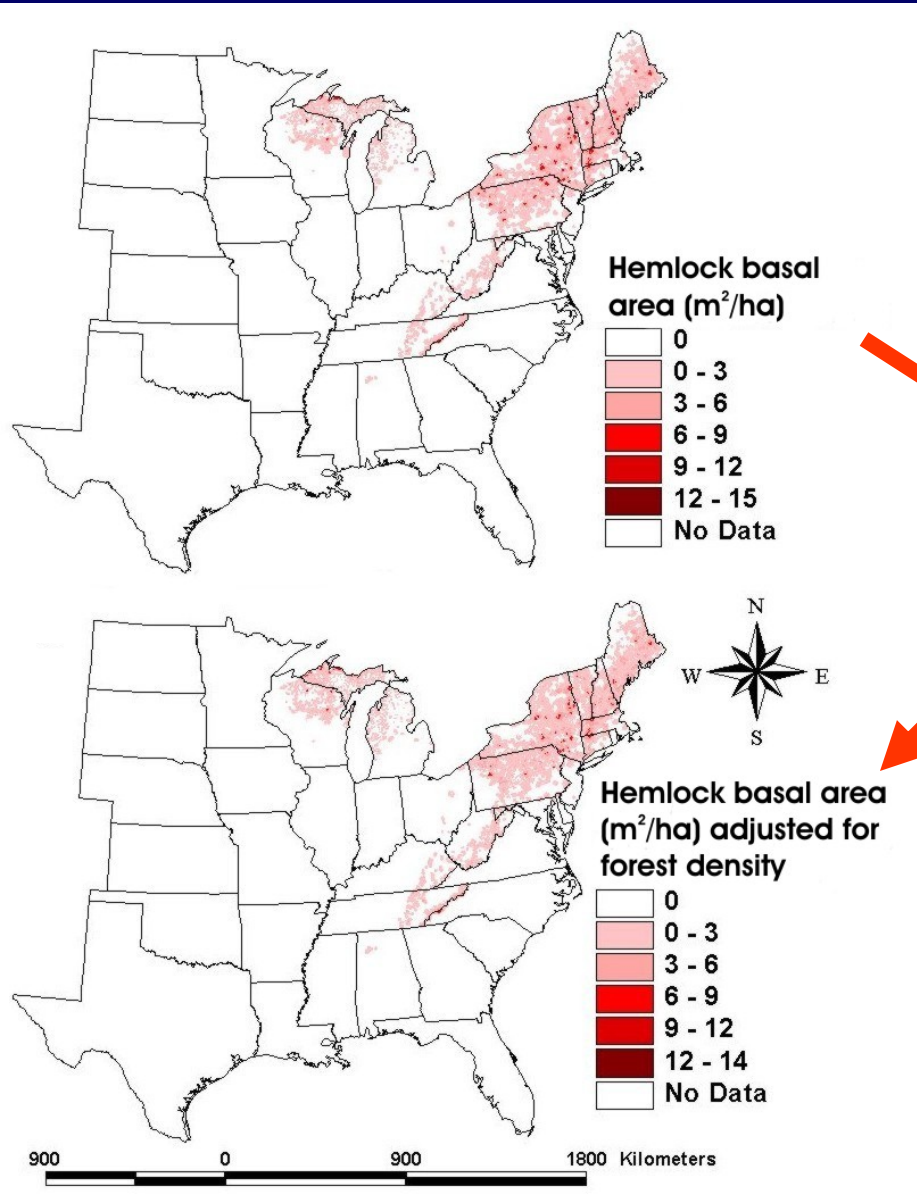 Hemlock basal
area (m²/ha)
0
0 - 3
3 - 6
6 - 9
9 - 12
12 - 15
No Data
N
W
E
S
Hemlock basal area
(m²/ha) adjusted for
forest density
0
0 - 3
3 - 6
6 - 9
9 - 12
12 - 14
No Data
900 0 900 1800 Kilometers